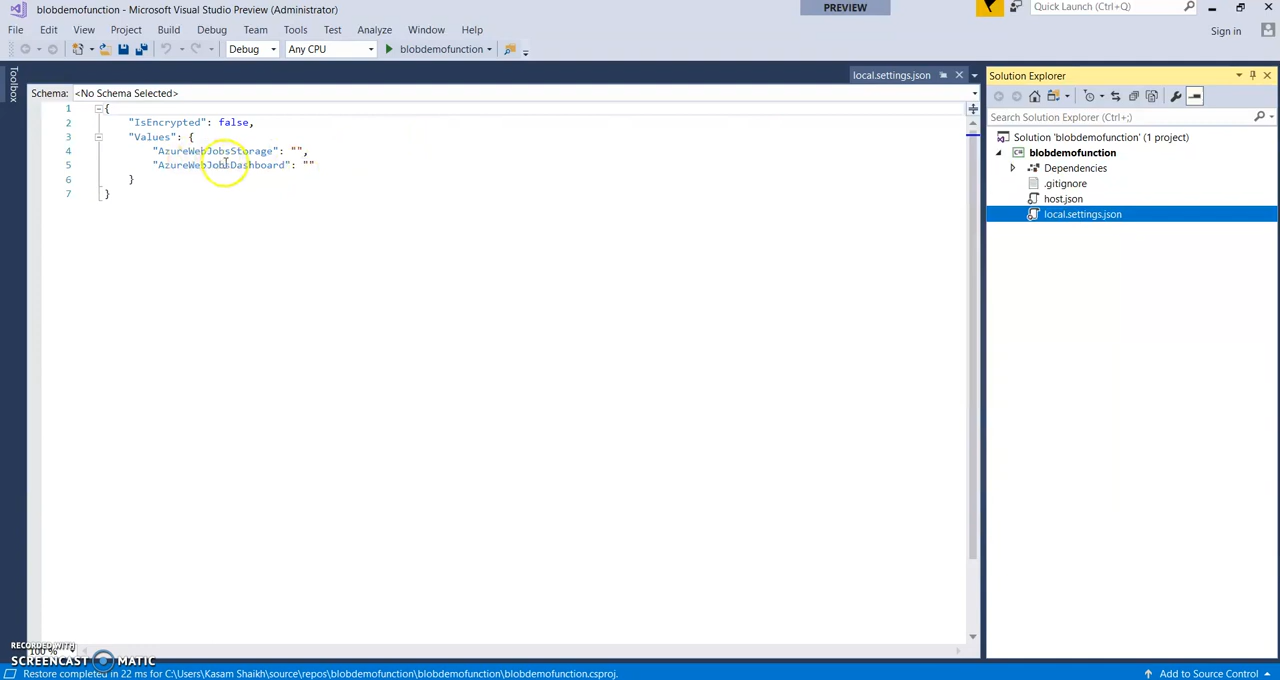 blobdemofunction - Microsoft Visual Studio Preview (Administrator)
PREVIEW
Quick Launch (Ctrl+Q)
File Edit View Project Build Debug Team Tools Test Analyze Window Help
Sign in
Debug Any CPU blobdemofunction
Toolbox
local.settings.json
Solution Explorer
Schema: <No Schema Selected>
Search Solution Explorer (Ctrl+;)
1 {
2 "IsEncrypted": false,
3 "Values": {
4 "AzureWebJobsStorage": "",
5 "AzureWebJobsDashboard": ""
6 }
7 }
Solution 'blobdemofunction' (1 project)
C# blobdemofunction
Dependencies
.gitignore
host.json
local.settings.json
100 %
RECORDED WITH
SCREENCAST MATIC
Restore completed in 22 ms for C:\Users\Kasam Shaikh\source\repos\blobdemofunction\blobdemofunction\blobdemofunction.csproj.
Add to Source Control